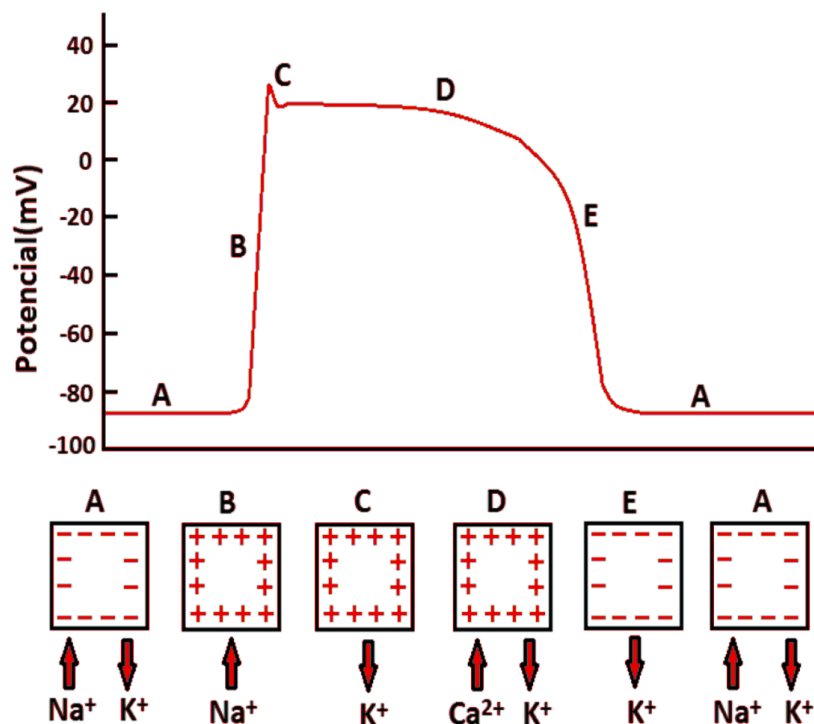 Potencial(mV)
40
20
0
-20
-40
-60
-80
-100
A
B
C
D
E
A
A B C D E A
Na⁺ K⁺ Na⁺ K⁺ Ca²⁺ K⁺ K⁺ Na⁺ K⁺